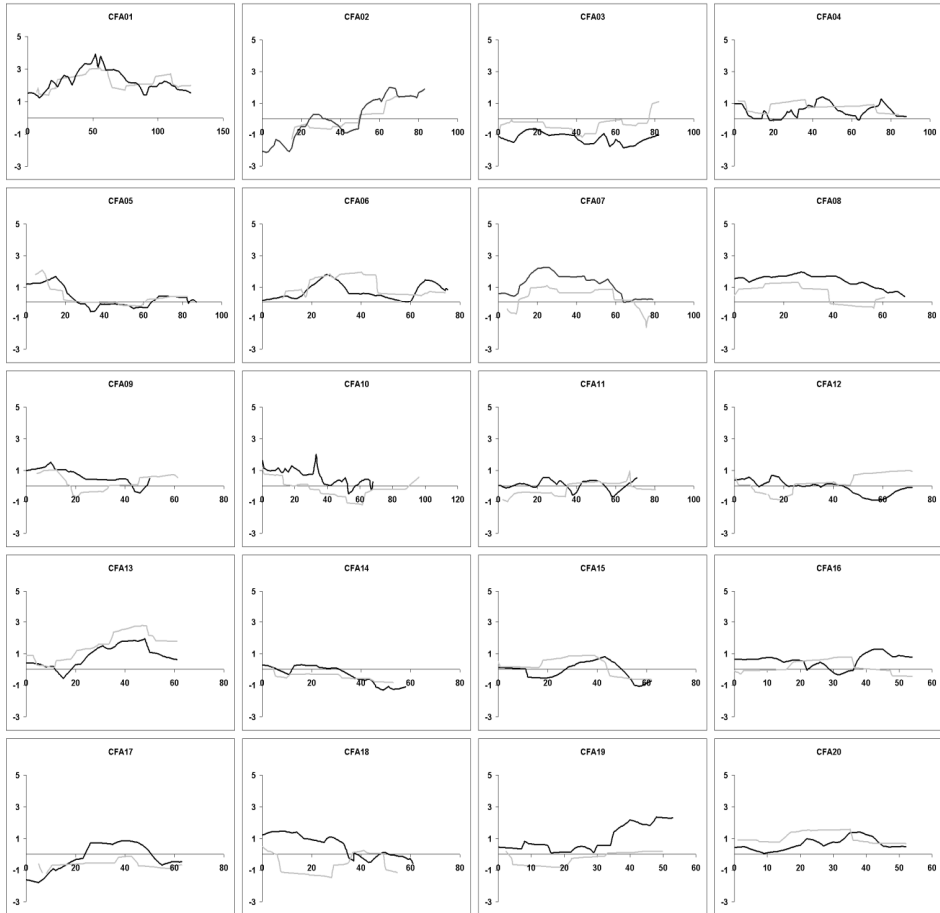 CFA01 CFA02 CFA03 CFA04
5 5 5 5
3 3 3 3
1 1 1 1
0 50 100 150 0 20 40 60 80 100 0 20 40 60 80 100 0 20 40 60 80 100
-1 -1 -1 -1
-3 -3 -3 -3
CFA05 CFA06 CFA07 CFA08
5 5 5 5
3 3 3 3
1 1 1 1
0 20 40 60 80 100 0 20 40 60 80 0 20 40 60 80 100 0 20 40 60 80
-1 -1 -1 -1
-3 -3 -3 -3
CFA09 CFA10 CFA11 CFA12
5 5 5 5
3 3 3 3
1 1 1 1
0 20 40 60 80 0 20 40 60 80 100 120 0 20 40 60 80 100 0 20 40 60 80
-1 -1 -1 -1
-3 -3 -3 -3
CFA13 CFA14 CFA15 CFA16
5 5 5 5
3 3 3 3
1 1 1 1
0 20 40 60 80 0 20 40 60 80 0 20 40 60 80 0 10 20 30 40 50 60
-1 -1 -1 -1
-3 -3 -3 -3
CFA17 CFA18 CFA19 CFA20
5 5 5 5
3 3 3 3
1 1 1 1
0 20 40 60 80 0 20 40 60 80 0 10 20 30 40 50 60 0 10 20 30 40 50 60
-1 -1 -1 -1
-3 -3 -3 -3